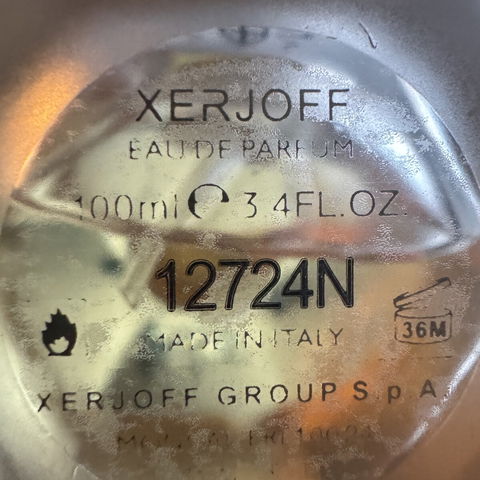 XERJOFF
EAU DE PARFUM
100ml ℮ 3.4FL.OZ.
12724N
MADE IN ITALY
36M
XERJOFF GROUP S.p.A.